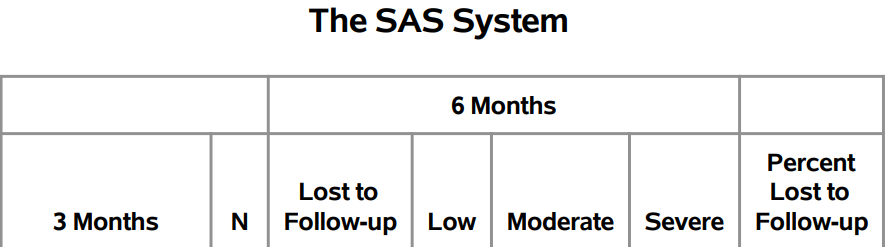 The SAS System
6 Months
3 Months N Lost to Follow-up Low Moderate Severe Percent Lost to Follow-up